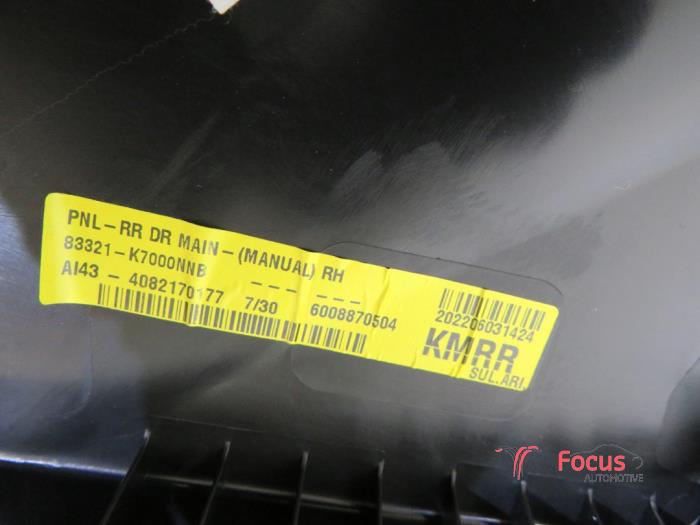 PNL-RR DR MAIN-(MANUAL) RH
83321-K7000NNB --- ---
AI43 - 4082170177 7/30 6008870504
202206031424
KMRR
SUL.ARI.
Focus
AUTOMOTIVE